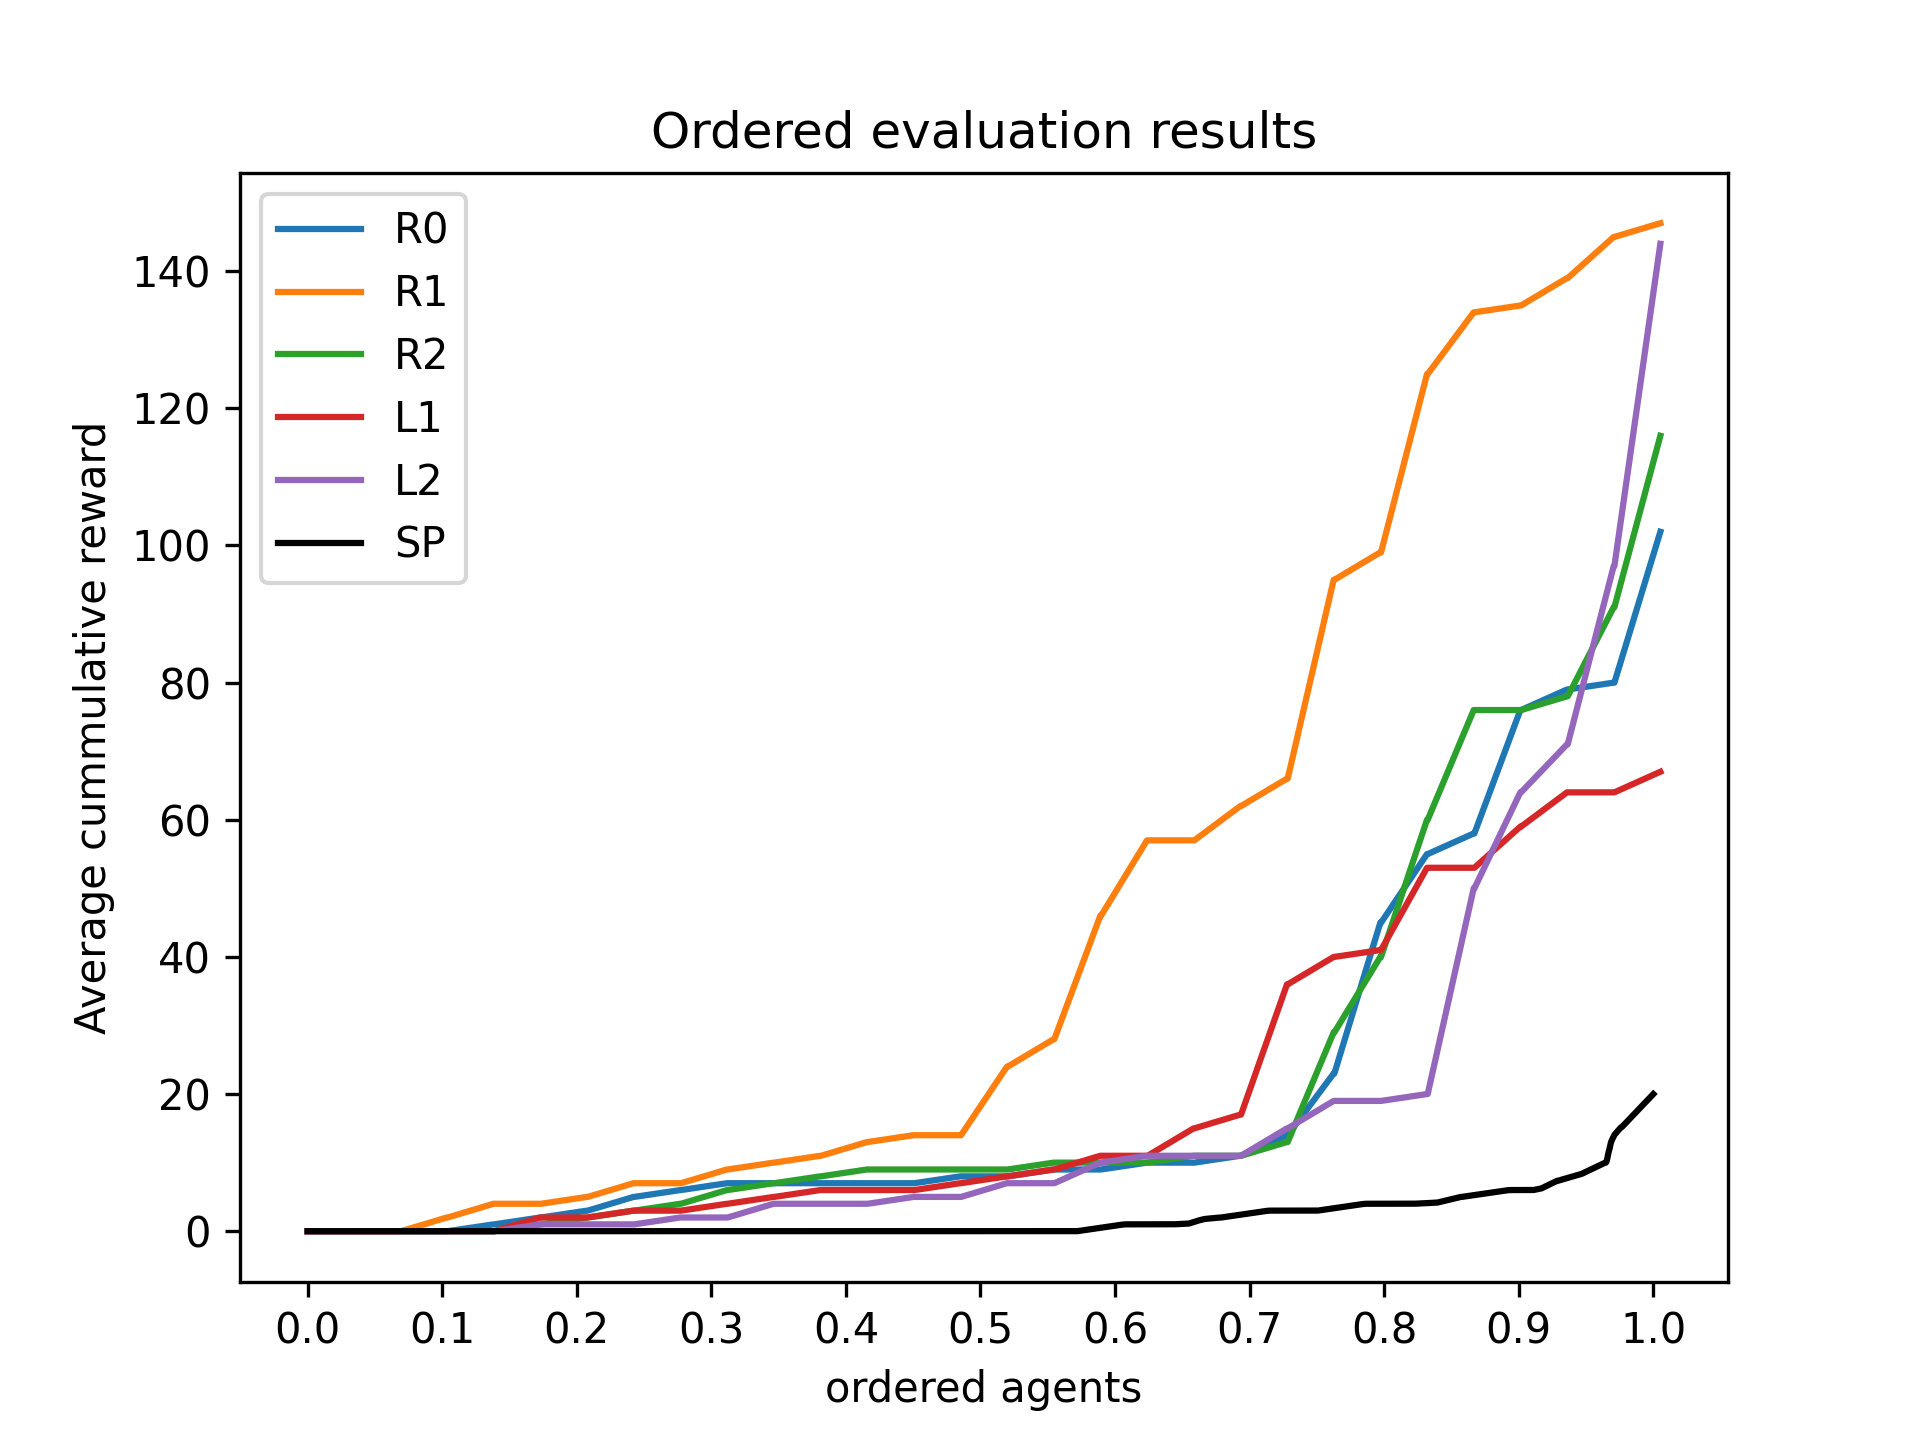 Ordered evaluation results
R0
R1
R2
L1
L2
SP
140
120
100
80
60
40
20
0
Average cummulative reward
0.0 0.1 0.2 0.3 0.4 0.5 0.6 0.7 0.8 0.9 1.0
ordered agents